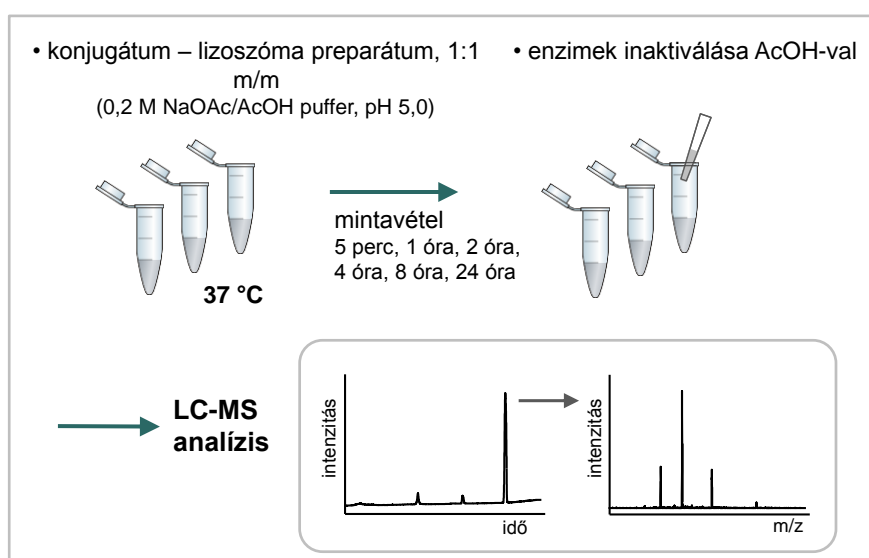 • konjugátum – lizoszóma preparátum, 1:1
m/m
(0,2 M NaOAc/AcOH puffer, pH 5,0)
• enzimek inaktiválása AcOH-val
37 °C
mintavétel
5 perc, 1 óra, 2 óra,
4 óra, 8 óra, 24 óra
LC-MS
analízis
intenzitás
idő
intenzitás
m/z